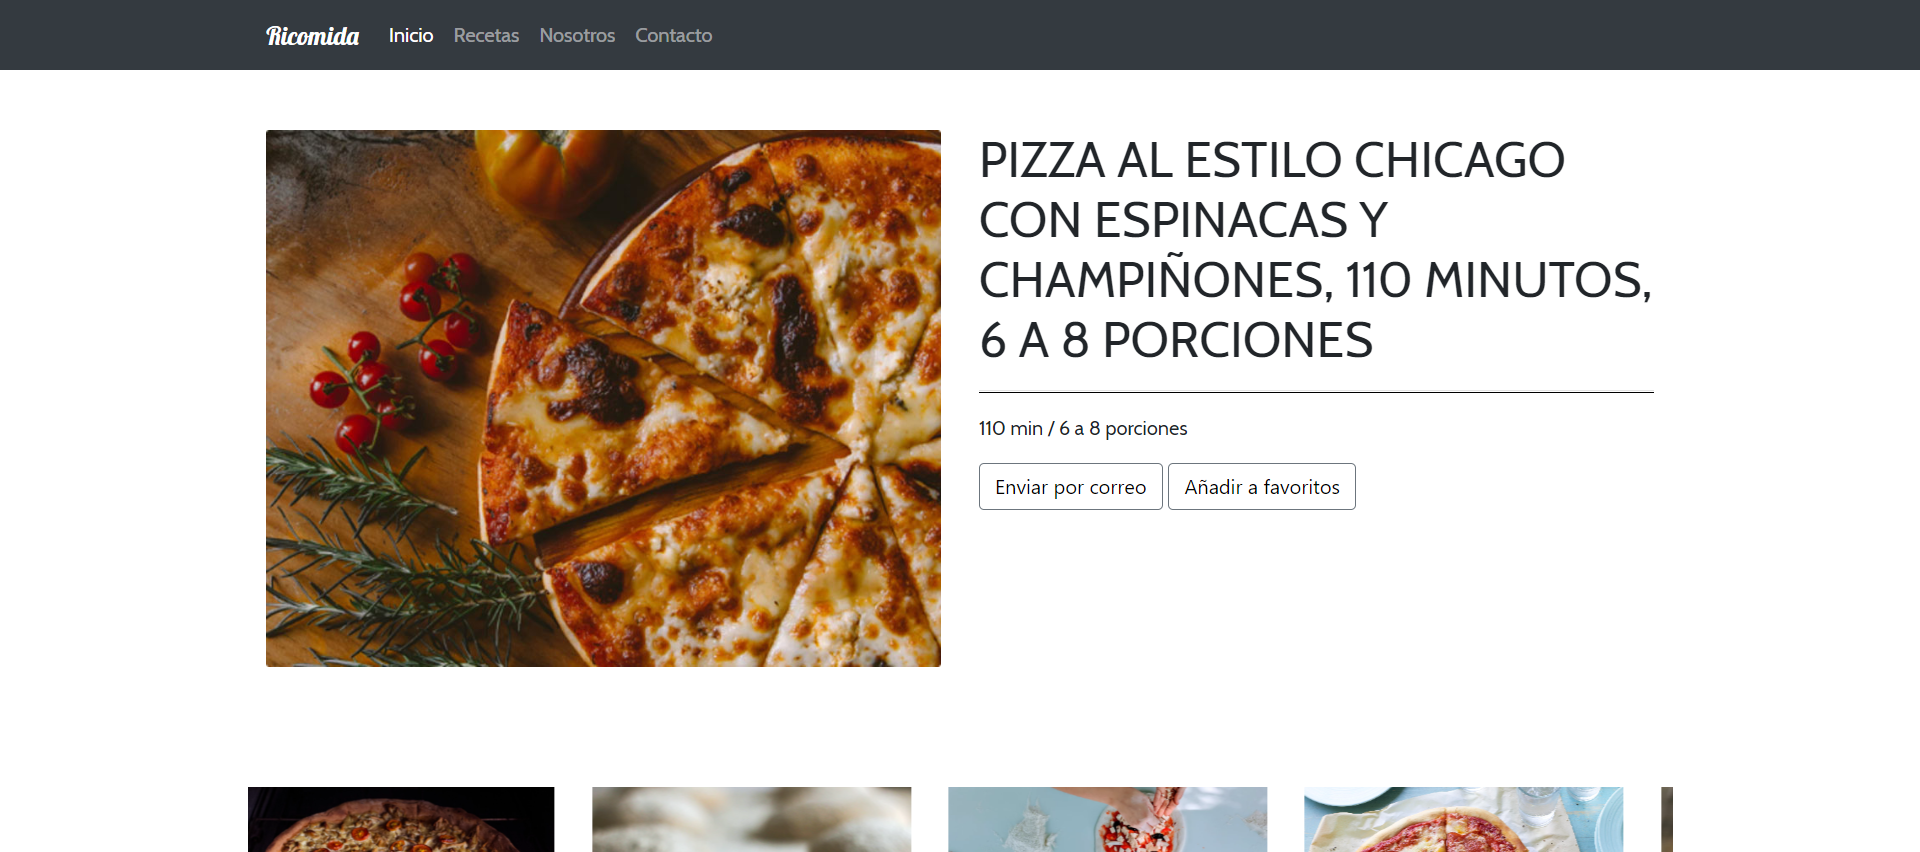 Ricomida Inicio Recetas Nosotros Contacto
PIZZA AL ESTILO CHICAGO
CON ESPINACAS Y
CHAMPIÑONES, 110 MINUTOS,
6 A 8 PORCIONES
110 min / 6 a 8 porciones
Enviar por correo Añadir a favoritos